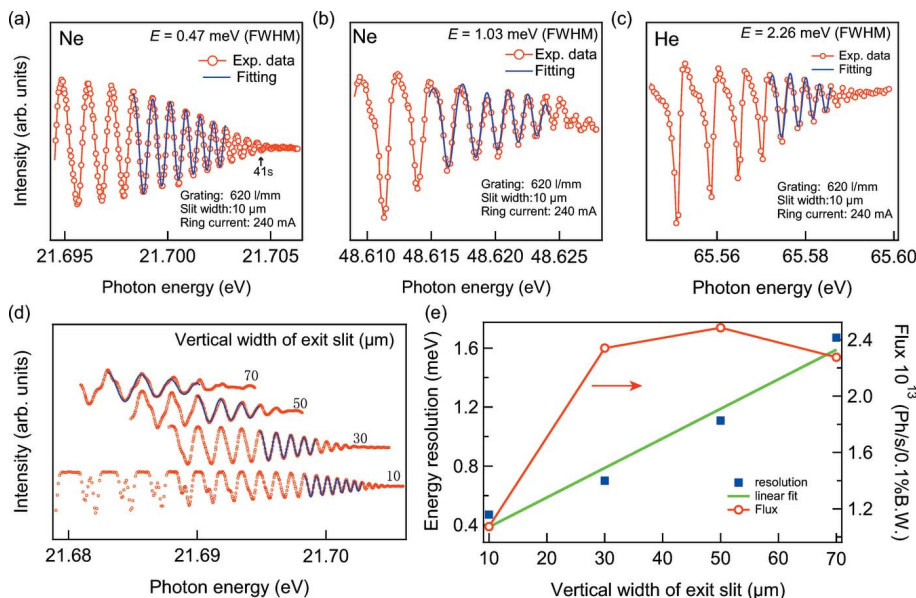 (a)
Ne
E = 0.47 meV (FWHM)
Exp. data
Fitting
41s
Grating: 620 l/mm
Slit width:10 µm
Ring current: 240 mA
Intensity (arb. units)
21.695
21.700
21.705
Photon energy (eV)
(b)
Ne
E = 1.03 meV (FWHM)
Exp. data
Fitting
Grating: 620 l/mm
Slit width:10 µm
Ring current: 240 mA
48.610
48.615
48.620
48.625
Photon energy (eV)
(c)
He
E = 2.26 meV (FWHM)
Exp. data
Fitting
Grating: 620 l/mm
Slit width:10 µm
Ring current: 240 mA
65.56
65.58
65.60
Photon energy (eV)
(d)
Vertical width of exit slit (µm)
70
50
30
10
Intensity (arb. units)
21.68
21.69
21.70
Photon energy (eV)
(e)
Energy resolution (meV)
1.6
1.2
0.8
0.4
resolution
linear fit
Flux
2.4
2.0
1.6
1.2
Flux 10^13 (Ph/s/0.1%B.W.)
10
20
30
40
50
60
70
Vertical width of exit slit (µm)